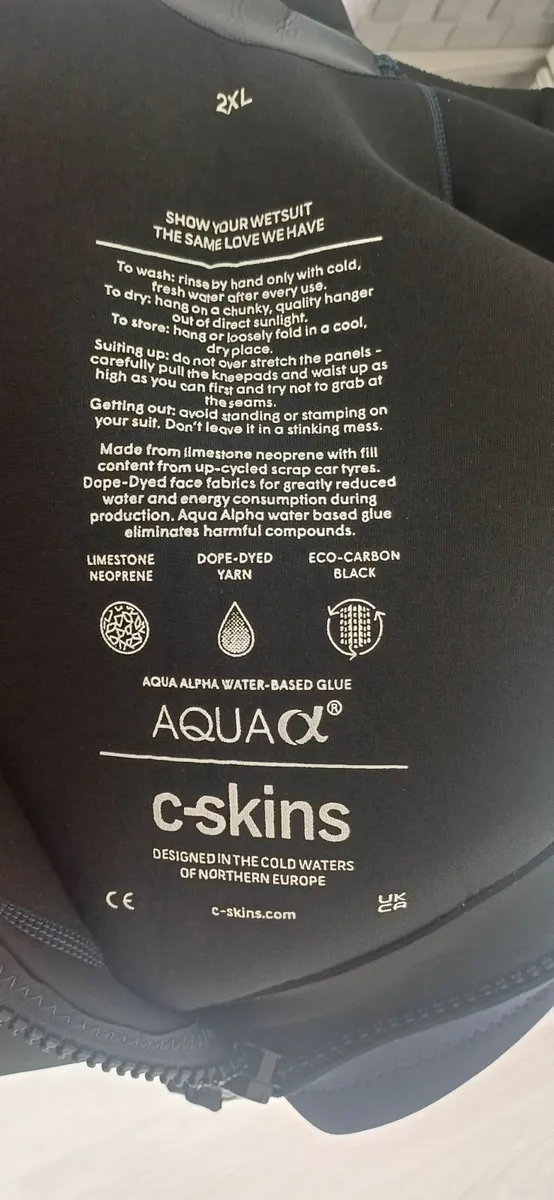 2XL
SHOW YOUR WETSUIT
THE SAME LOVE WE HAVE
To wash: rinse by hand only with cold,
fresh water after every use.
To dry: hang on a chunky, quality hanger
out of direct sunlight.
To store: hang or loosely fold in a cool,
dry place.
Suiting up: do not over stretch the panels -
carefully pull the kneepads and waist up as
high as you can first and try not to grab at
the seams.
Getting out: avoid standing or stamping on
your suit. Don't leave it in a stinking mess.
Made from limestone neoprene with fill
content from up-cycled scrap car tyres.
Dope-Dyed face fabrics for greatly reduced
water and energy consumption during
production. Aqua Alpha water based glue
eliminates harmful compounds.
LIMESTONE NEOPRENE
DOPE-DYED YARN
ECO-CARBON BLACK
AQUA ALPHA WATER-BASED GLUE
AQUAα®
c-skins
DESIGNED IN THE COLD WATERS
OF NORTHERN EUROPE
CE c-skins.com UK CA